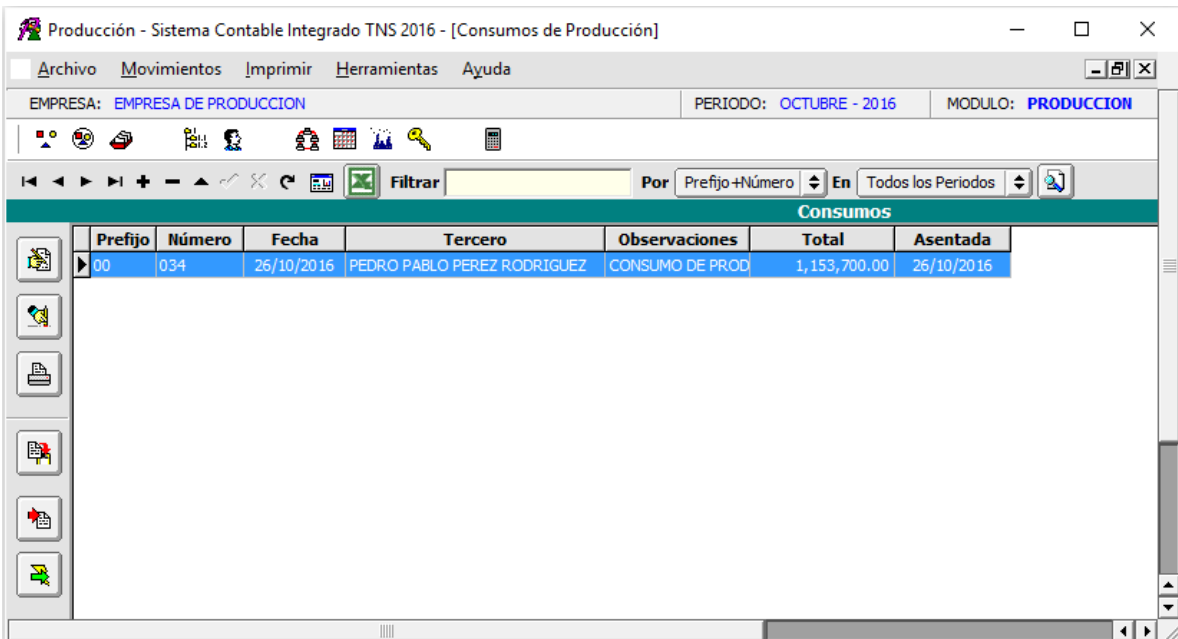 Producción - Sistema Contable Integrado TNS 2016 - [Consumos de Producción]
Archivo Movimientos Imprimir Herramientas Ayuda
EMPRESA: EMPRESA DE PRODUCCION PERIODO: OCTUBRE - 2016 MODULO: PRODUCCION
Filtrar Por Prefijo+Número En Todos los Periodos
Consumos
Prefijo Número Fecha Tercero Observaciones Total Asentada
00 034 26/10/2016 PEDRO PABLO PEREZ RODRIGUEZ CONSUMO DE PROD 1,153,700.00 26/10/2016